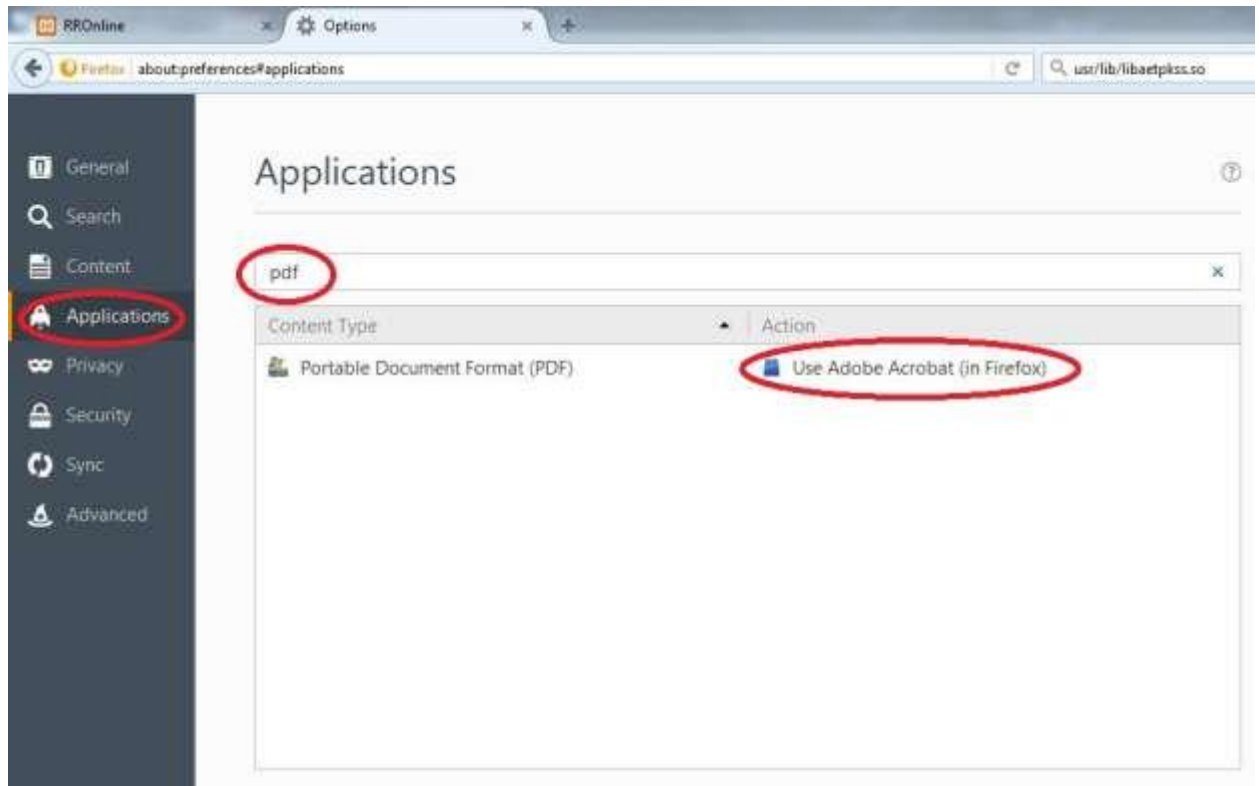 RROnline
Options
Firefox about:preferences#applications
usr/lib/libaetpkss.so
General
Search
Content
Applications
Privacy
Security
Sync
Advanced
Applications
pdf
Content Type
Action
Portable Document Format (PDF)
Use Adobe Acrobat (in Firefox)